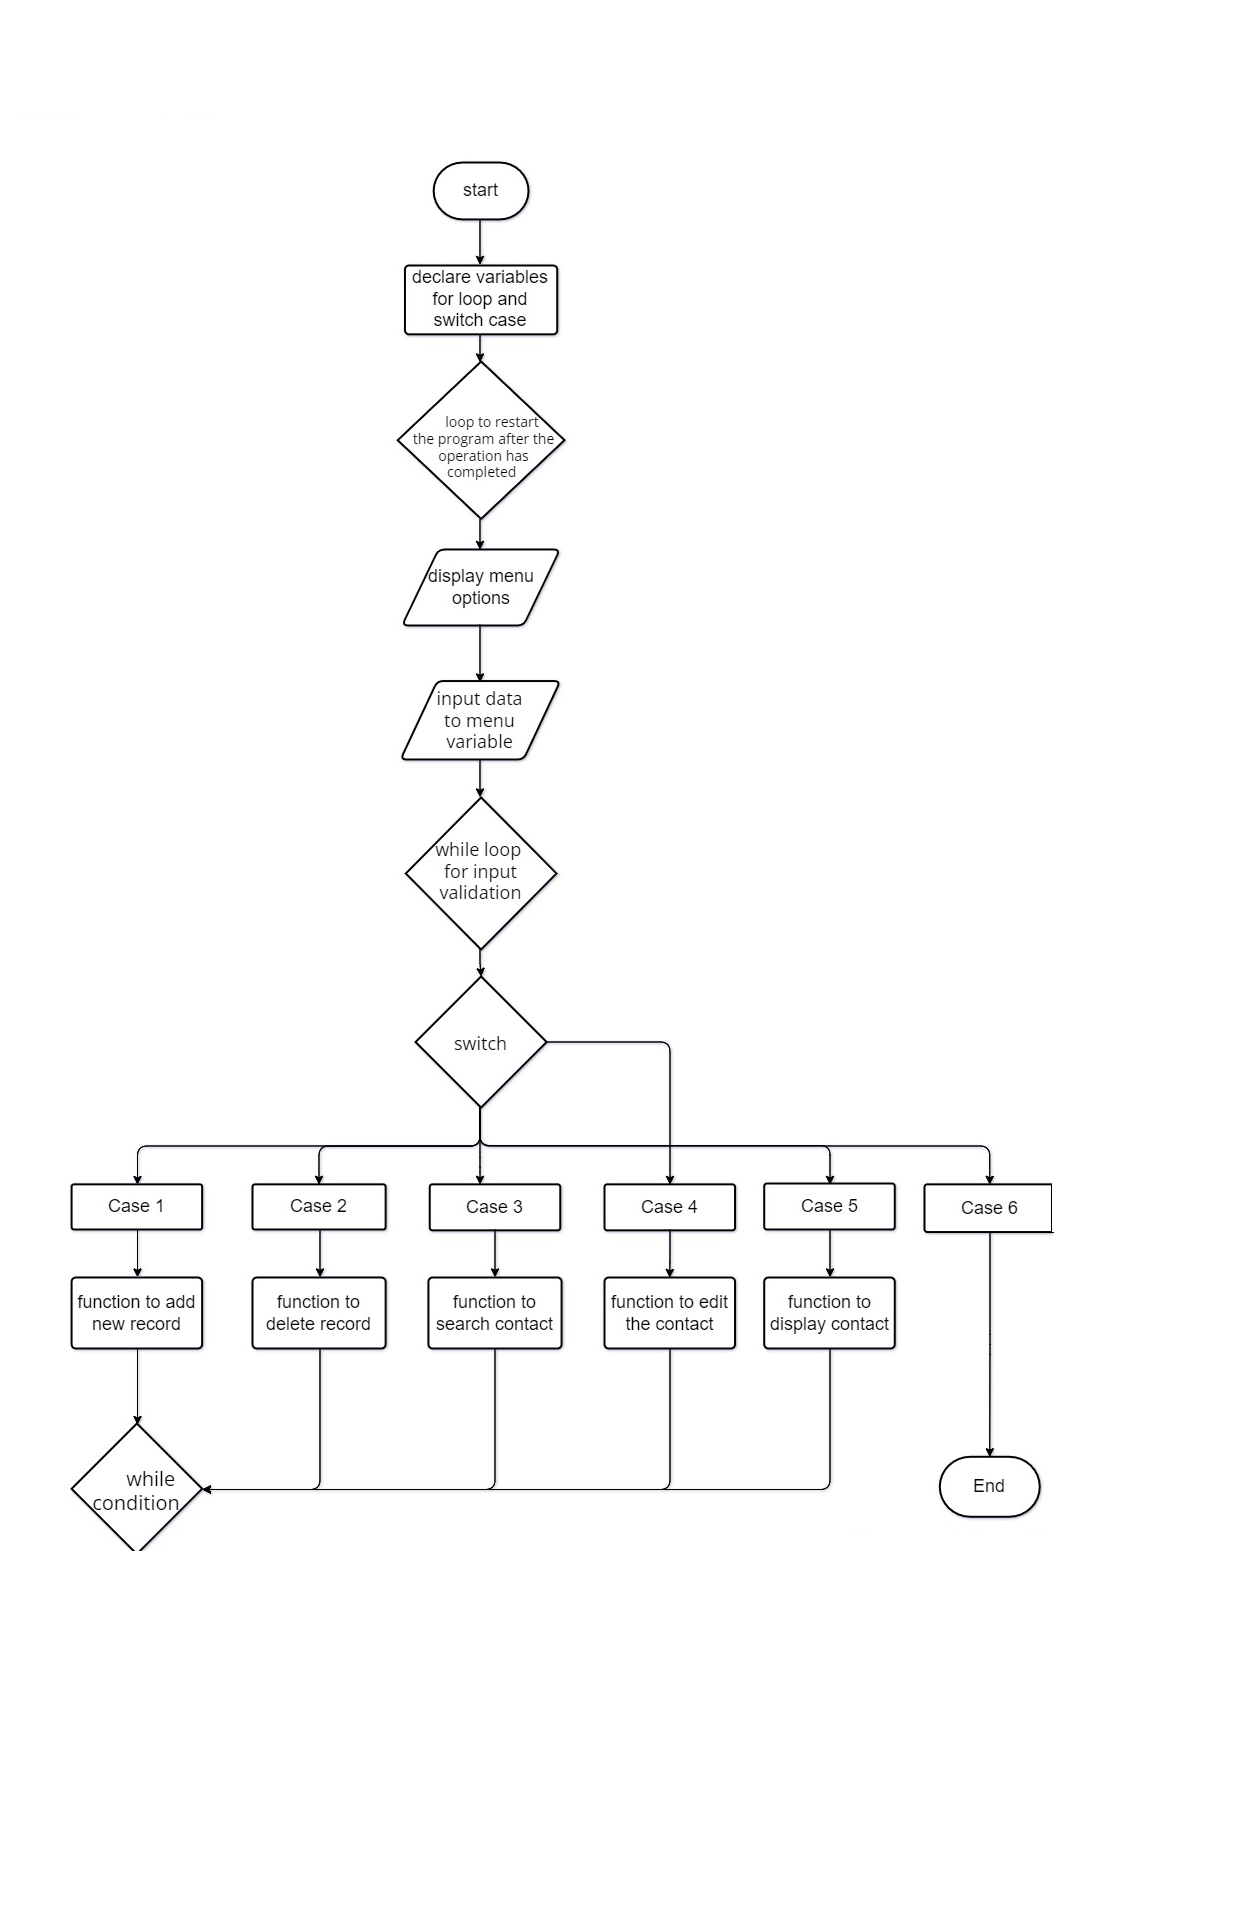 start
declare variables
for loop and
switch case
loop to restart
the program after the
operation has
completed
display menu
options
input data
to menu
variable
while loop
for input
validation
switch
Case 1
Case 2
Case 3
Case 4
Case 5
Case 6
function to add
new record
function to
delete record
function to
search contact
function to edit
the contact
function to
display contact
while
condition
End